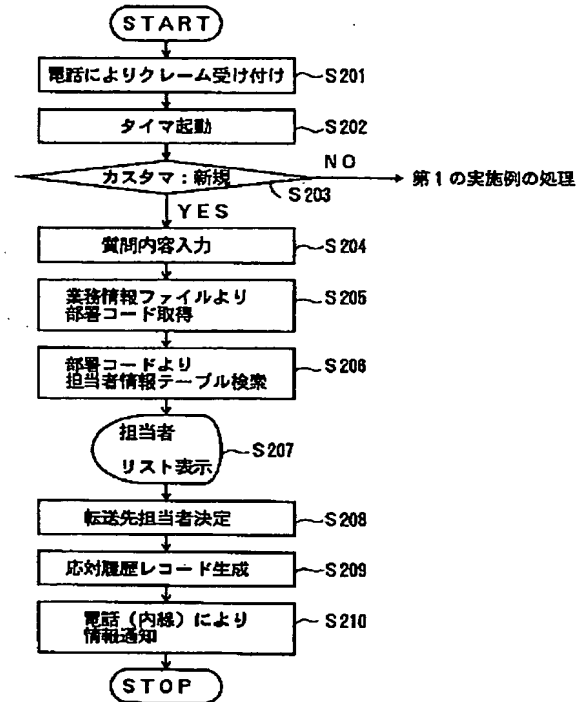 START
電話によりクレーム受け付け
S201
タイマ起動
S202
カスタマ：新規
NO
第1の実施例の処理
S203
YES
質問内容入力
S204
業務情報ファイルより
部署コード取得
S205
部署コードより
担当者情報テーブル検索
S206
担当者
リスト表示
S207
転送先担当者決定
S208
応対履歴レコード生成
S209
電話（内線）により
情報通知
S210
STOP